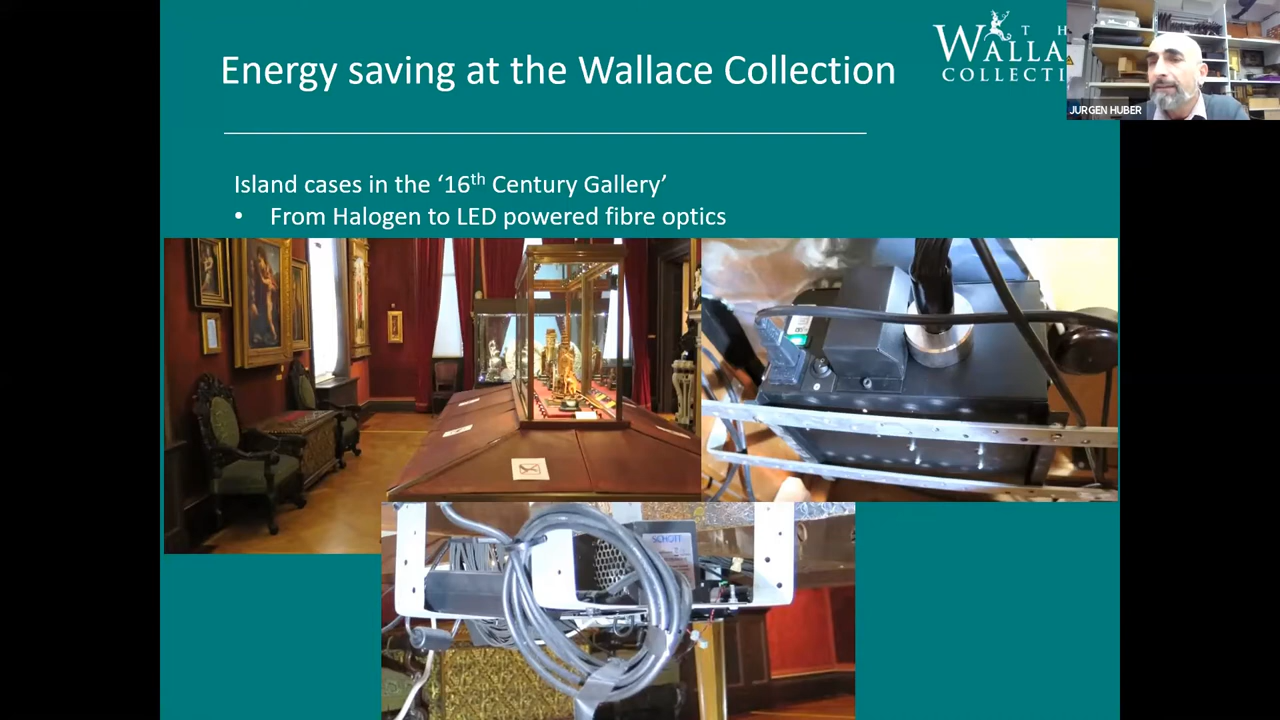 Energy saving at the Wallace Collection
T H
WALLA
COLLECTI
JURGEN HUBER
Island cases in the ‘16th Century Gallery’
• From Halogen to LED powered fibre optics
SCHOTT